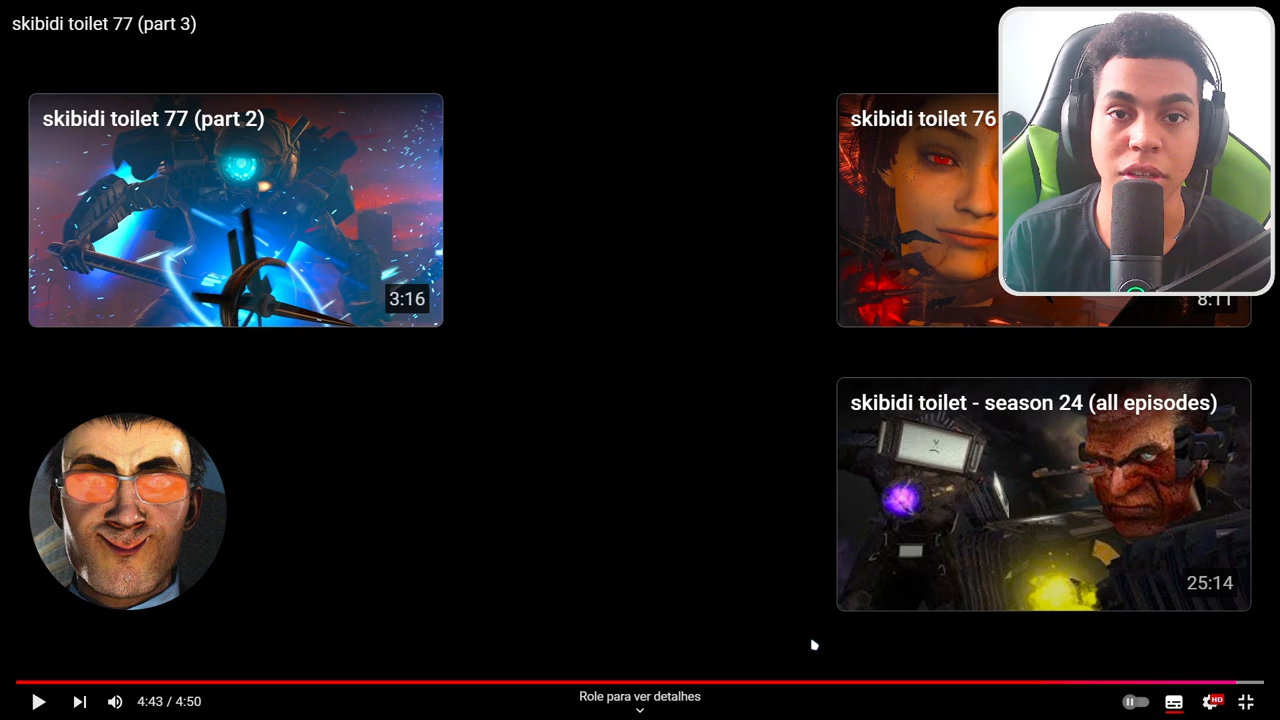 skibidi toilet 77 (part 3)
skibidi toilet 77 (part 2)
3:16
skibidi toilet 76
8:11
skibidi toilet - season 24 (all episodes)
25:14
4:43 / 4:50
Role para ver detalhes
HD